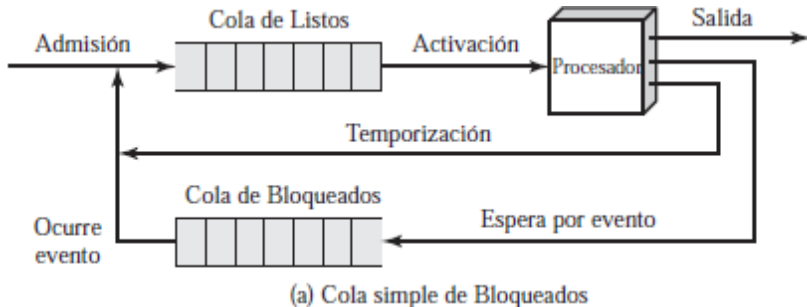 Cola de Listos
Salida
Admisión
Activación
Procesador
Temporización
Cola de Bloqueados
Espera por evento
Ocurre
evento
(a) Cola simple de Bloqueados